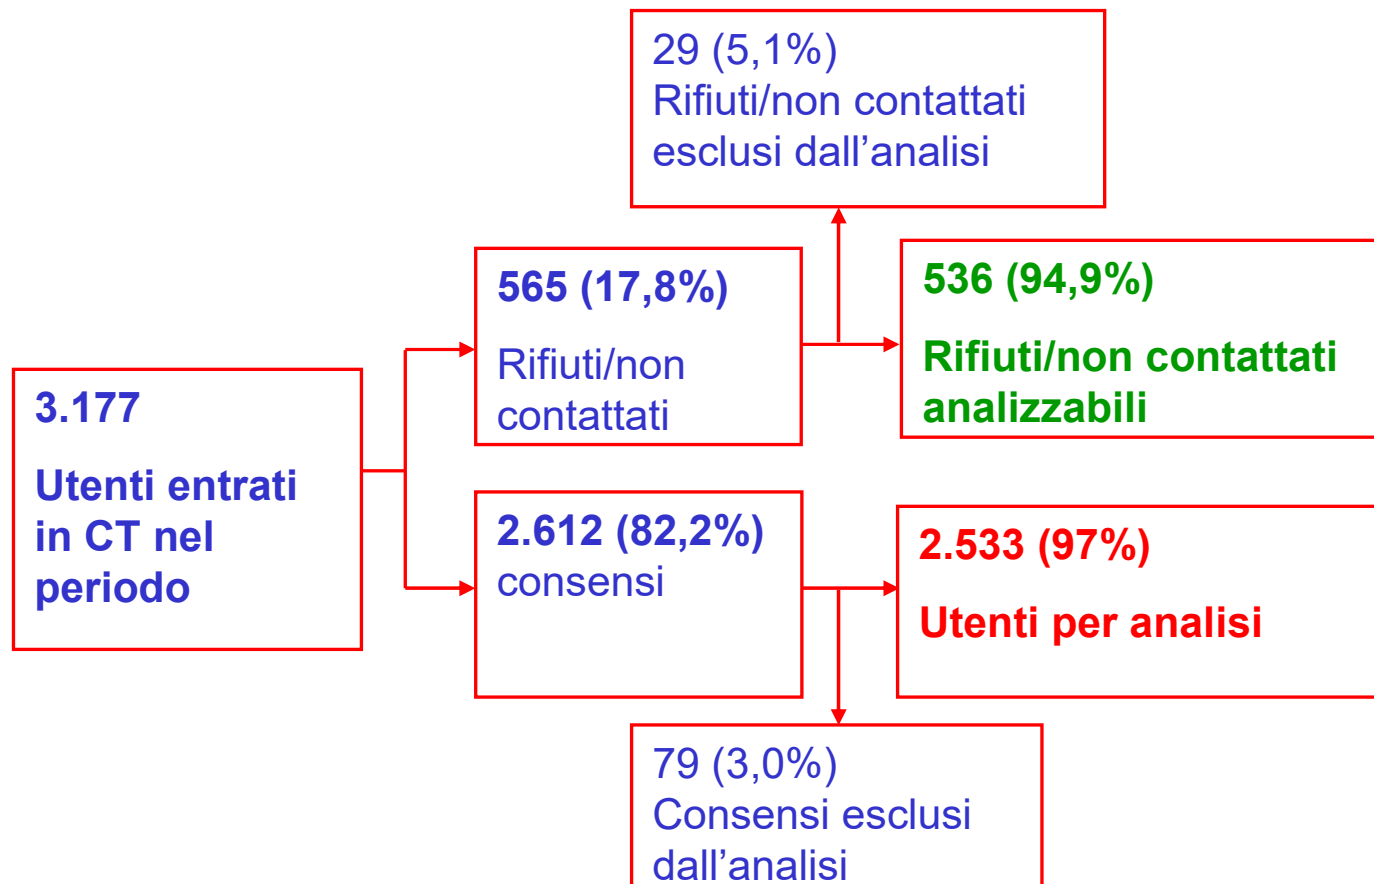 29 (5,1%)
Rifiuti/non contattati
esclusi dall’analisi
565 (17,8%)
Rifiuti/non
contattati
536 (94,9%)
Rifiuti/non contattati
analizzabili
3.177
Utenti entrati
in CT nel
periodo
2.612 (82,2%)
consensi
2.533 (97%)
Utenti per analisi
79 (3,0%)
Consensi esclusi
dall’analisi